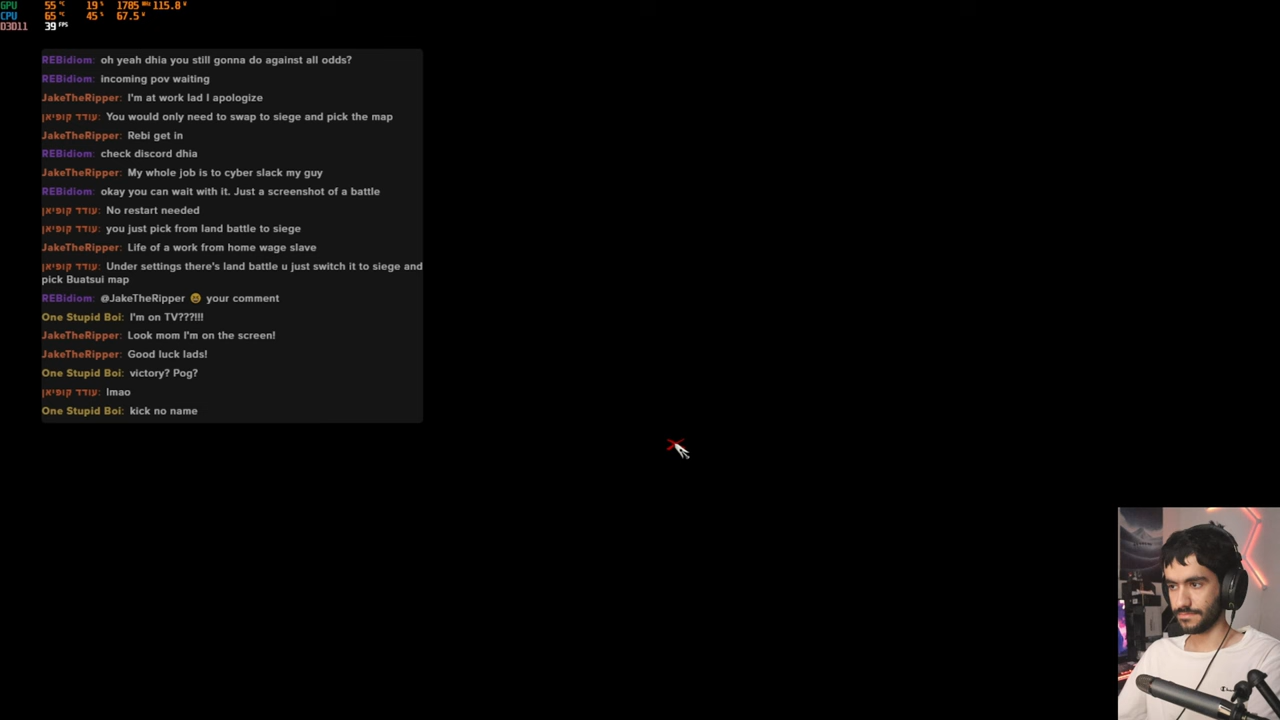 GPU 55 °C 19 % 1785 MHz 115.8 W
CPU 65 °C 45 % 67.5 W
D3D11 39 FPS
REBidiom: oh yeah dhia you still gonna do against all odds?
REBidiom: incoming pov waiting
JakeTheRipper: I'm at work lad I apologize
עודד קופיאן: You would only need to swap to siege and pick the map
JakeTheRipper: Rebi get in
REBidiom: check discord dhia
JakeTheRipper: My whole job is to cyber slack my guy
REBidiom: okay you can wait with it. Just a screenshot of a battle
עודד קופיאן: No restart needed
עודד קופיאן: you just pick from land battle to siege
JakeTheRipper: Life of a work from home wage slave
עודד קופיאן: Under settings there's land battle u just switch it to siege and
pick Buatsui map
REBidiom: @JakeTheRipper 😆 your comment
One Stupid Boi: I'm on TV???!!!
JakeTheRipper: Look mom I'm on the screen!
JakeTheRipper: Good luck lads!
One Stupid Boi: victory? Pog?
עודד קופיאן: lmao
One Stupid Boi: kick no name